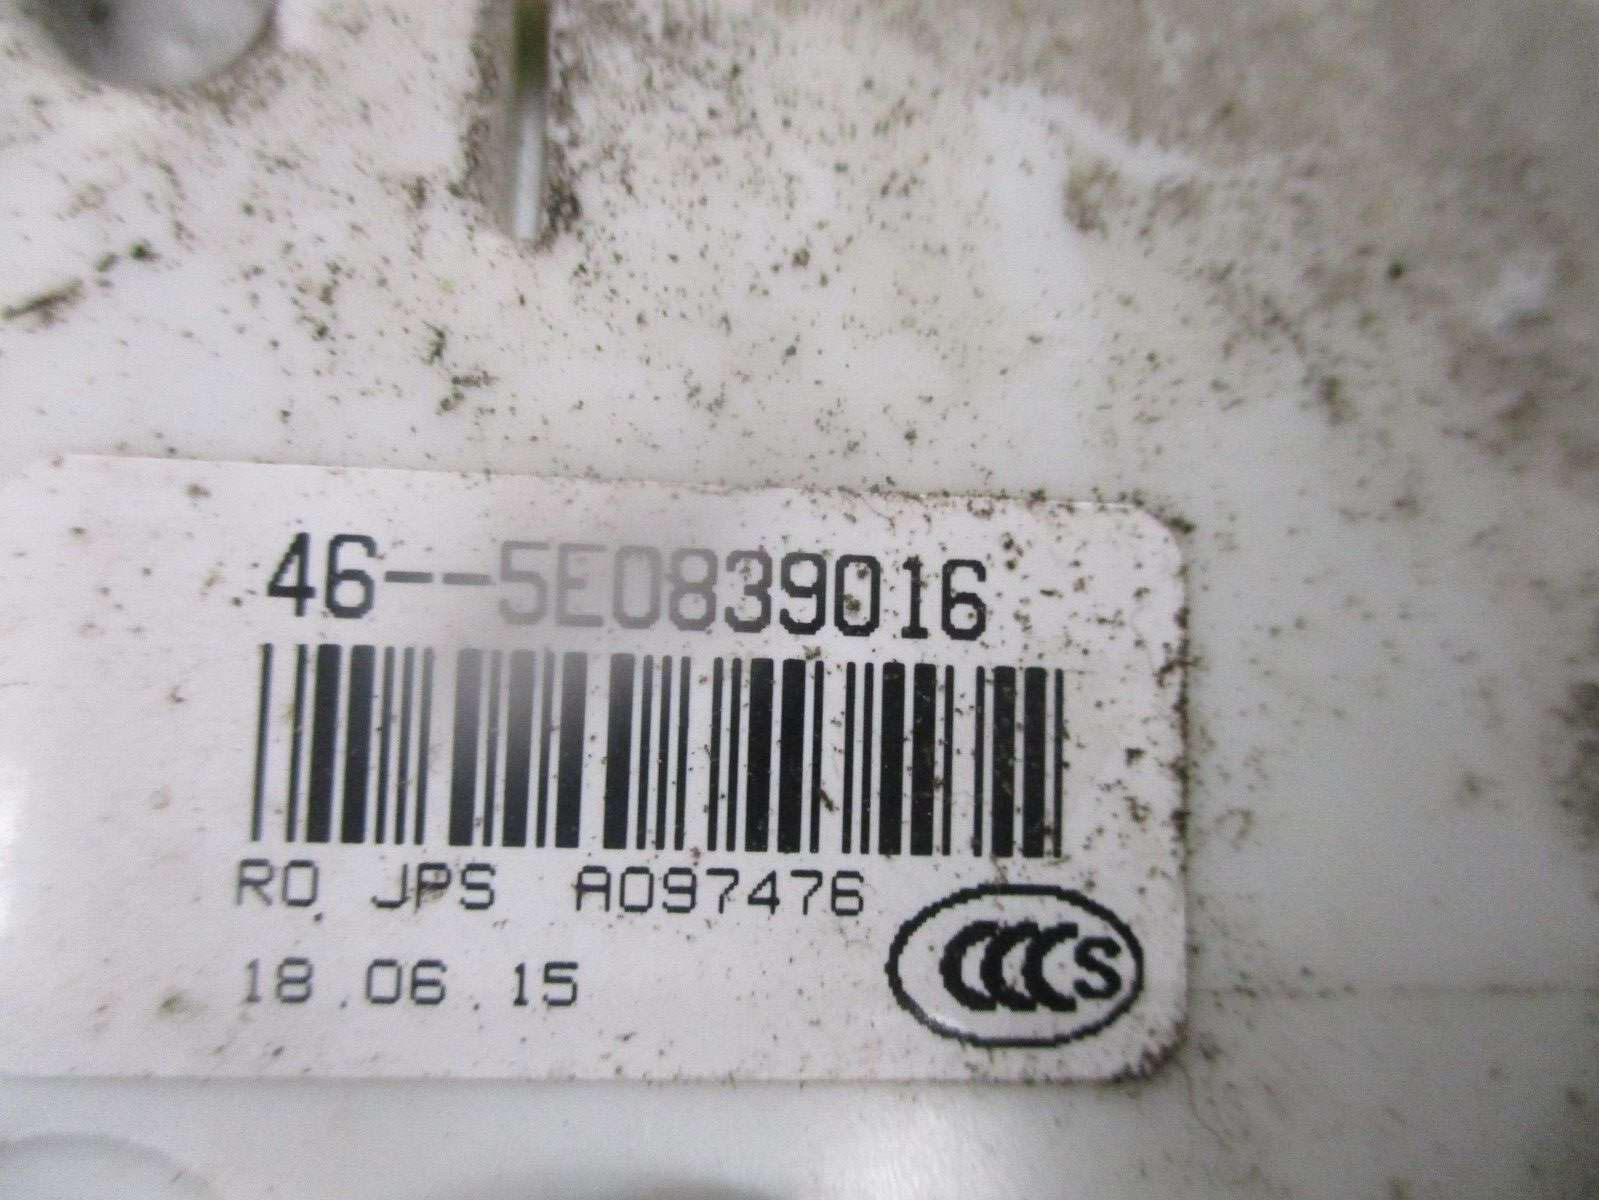 46--5E0839016
RO JPS A097476
18.06.15
CCCS